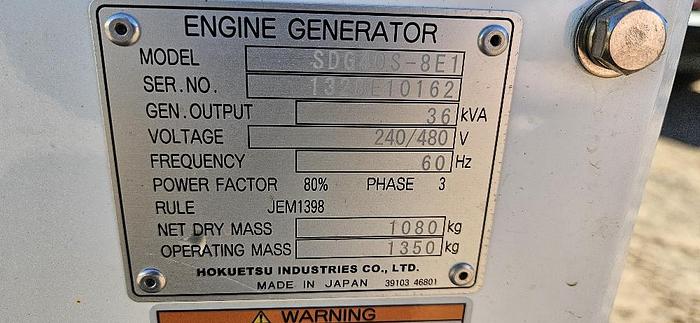 ENGINE GENERATOR
MODEL SDG40S-8E1
SER.NO.
GEN.OUTPUT 36 kVA
VOLTAGE 240/480 V
FREQUENCY 60 Hz
POWER FACTOR 80% PHASE 3
RULE JEM1398
NET DRY MASS 1080 kg
OPERATING MASS 1350 kg
HOKUETSU INDUSTRIES CO., LTD.
MADE IN JAPAN 39103 46801
WARNING